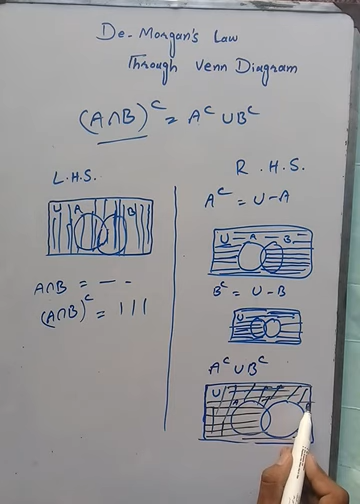 De-Morgan's Law
Through Venn Diagram
(A∩B)ᶜ = Aᶜ ∪ Bᶜ
L.H.S.
U A B
A∩B = — -
(A∩B)ᶜ = | | |
R.H.S.
Aᶜ = U-A
U A B
Bᶜ = U-B
U
Aᶜ ∪ Bᶜ
U A